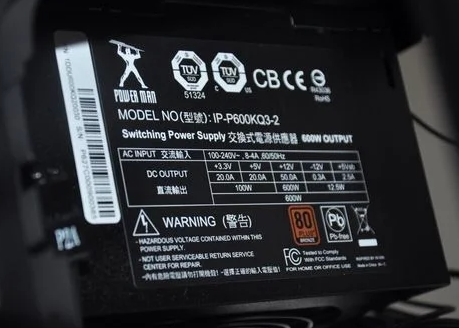 POWER MAN
TÜV
TÜV
51324
C US
CB CE
RoHS
MODEL NO(型號): IP-P600KQ3-2
Switching Power Supply 交換式電源供應器 600W OUTPUT
AC INPUT 交流輸入 100-240V~, 8-4A, 60/50Hz
DC OUTPUT +3.3V +5V +12V -12V +5Vsb
直流輸出 20.0A 20.0A 50.0A 0.3A 2.5A
100W 600W 12.5W
600W
WARNING (警告)
- HAZARDOUS VOLTAGE CONTAINED WITHIN THIS
POWER SUPPLY.
- NOT USER SERVICEABLE RETURN SERVICE
CENTER FOR REPAIR.
80 PLUS
BRONZE
Pb
Pb-free
FC Tested To Comply
With FCC Standards
FOR HOME OR OFFICE USE
P21